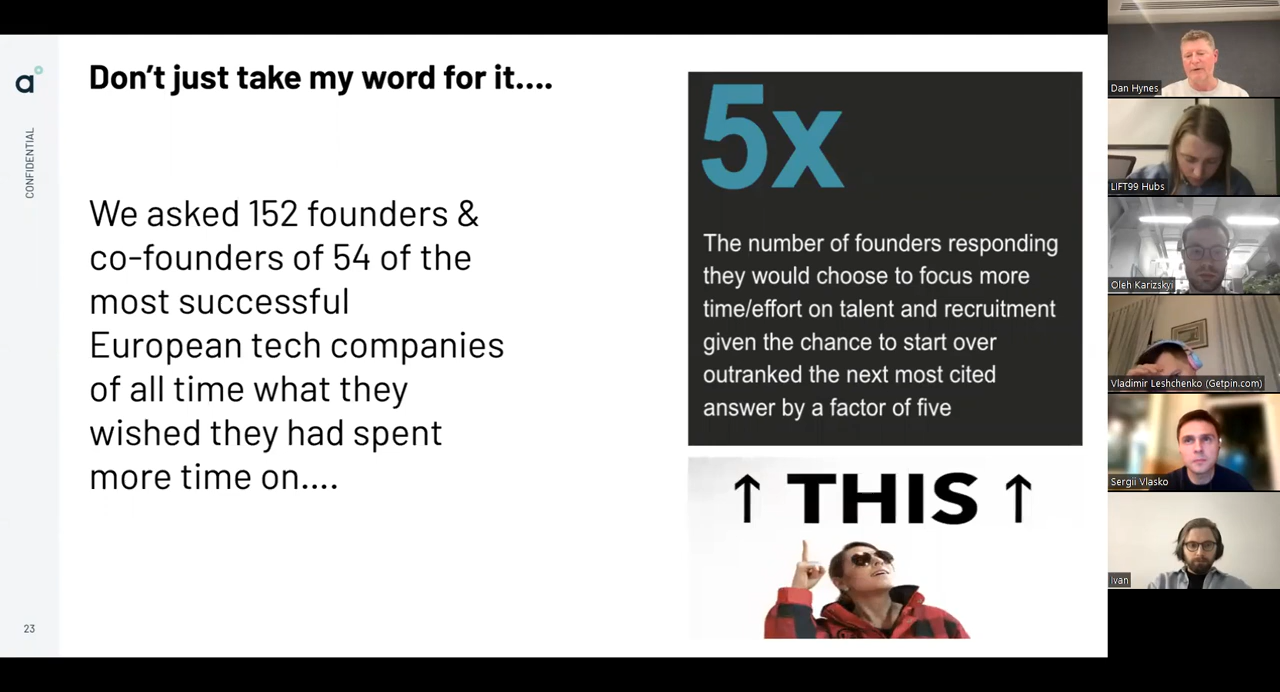 Don't just take my word for it....
a
CONFIDENTIAL
We asked 152 founders &
co-founders of 54 of the
most successful
European tech companies
of all time what they
wished they had spent
more time on....
23
5x
The number of founders responding
they would choose to focus more
time/effort on talent and recruitment
given the chance to start over
outranked the next most cited
answer by a factor of five
↑ THIS ↑
Dan Hynes
LIFT99 Hubs
Oleh Karizskyi
Vladimir Leshchenko (Getpin.com)
Sergii Vlasko
Ivan